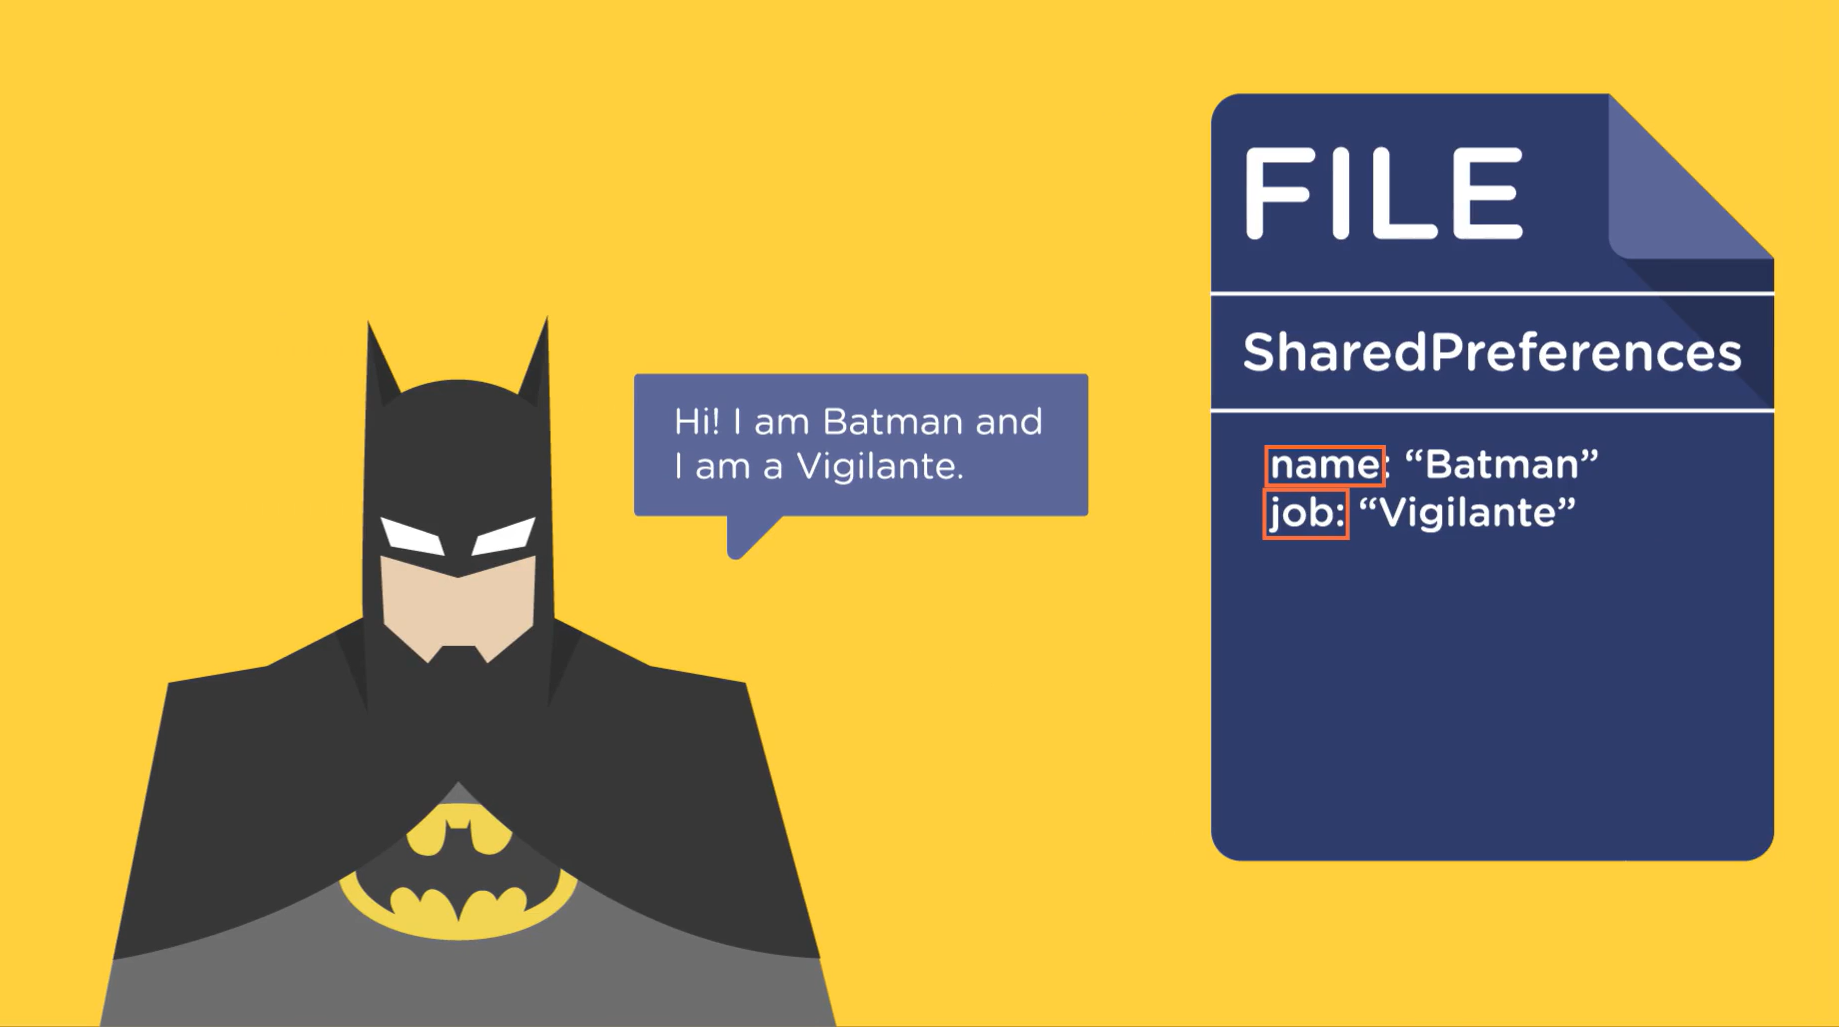 Hi! I am Batman and
I am a Vigilante.
FILE
SharedPreferences
name: “Batman”
job: “Vigilante”